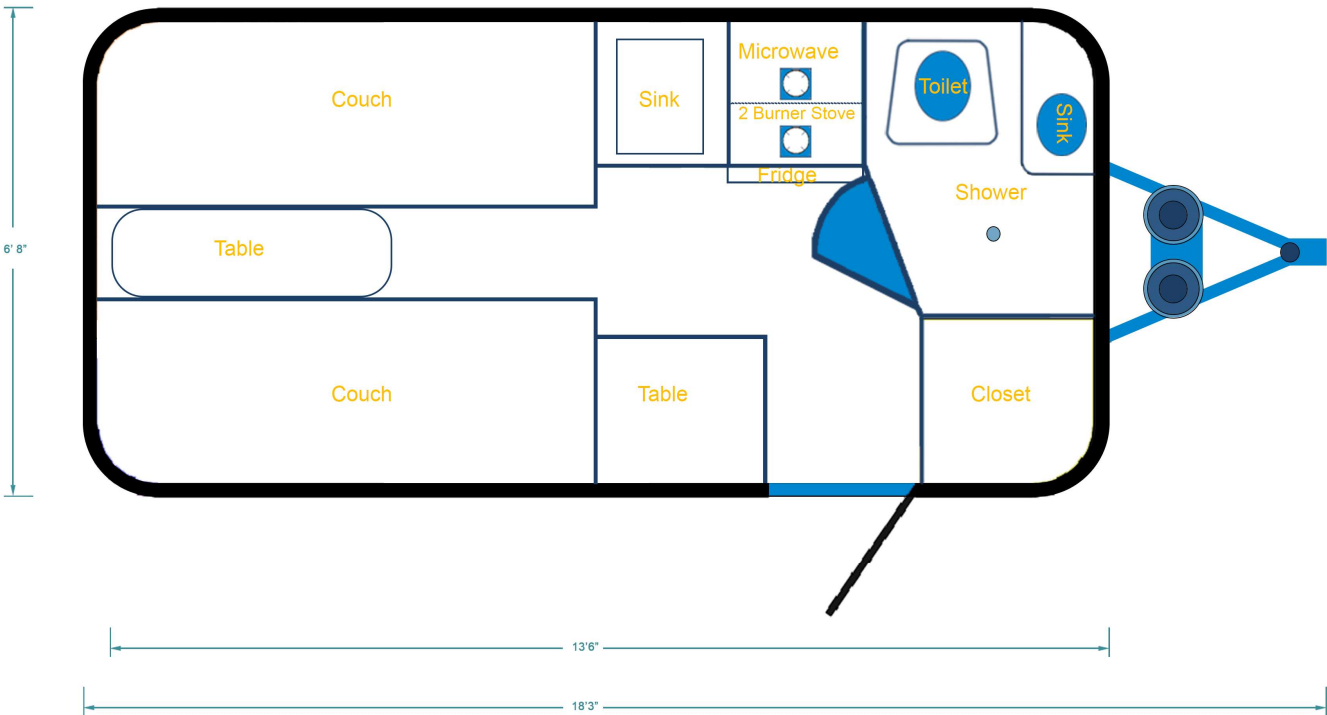 Microwave
Couch
Sink
2 Burner Stove
Fridge
Toilet
Sink
Shower
6' 8"
Table
Couch
Table
Closet
13'6"
18'3"